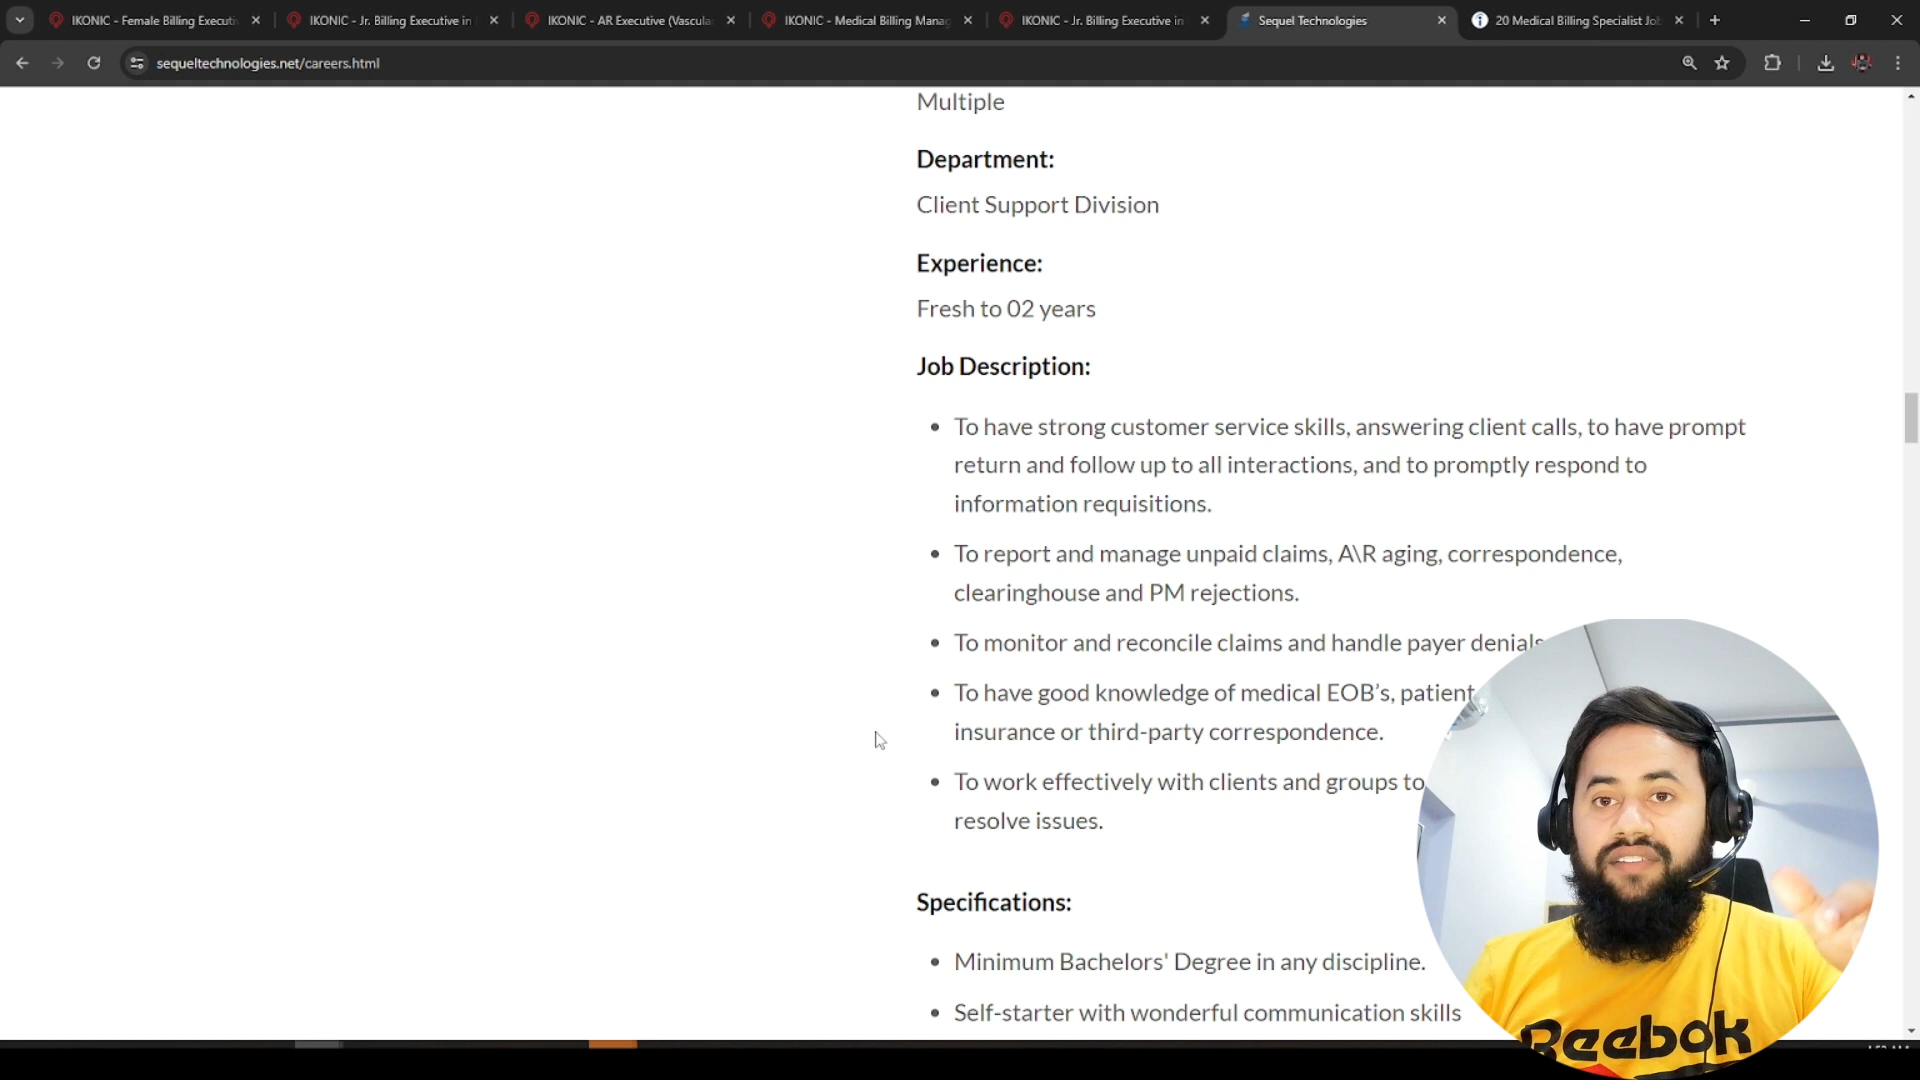 IKONIC - Female Billing Executi
IKONIC - Jr. Billing Executive in
IKONIC - AR Executive (Vascula
IKONIC - Medical Billing Manag
IKONIC - Jr. Billing Executive in
Sequel Technologies
20 Medical Billing Specialist Jo
sequeltechnologies.net/careers.html
Multiple
Department:
Client Support Division
Experience:
Fresh to 02 years
Job Description:
• To have strong customer service skills, answering client calls, to have prompt
return and follow up to all interactions, and to promptly respond to
information requisitions.
• To report and manage unpaid claims, A\R aging, correspondence,
clearinghouse and PM rejections.
• To monitor and reconcile claims and handle payer denials
• To have good knowledge of medical EOB’s, patient
insurance or third-party correspondence.
• To work effectively with clients and groups to
resolve issues.
Specifications:
• Minimum Bachelors' Degree in any discipline.
• Self-starter with wonderful communication skills
Reebok